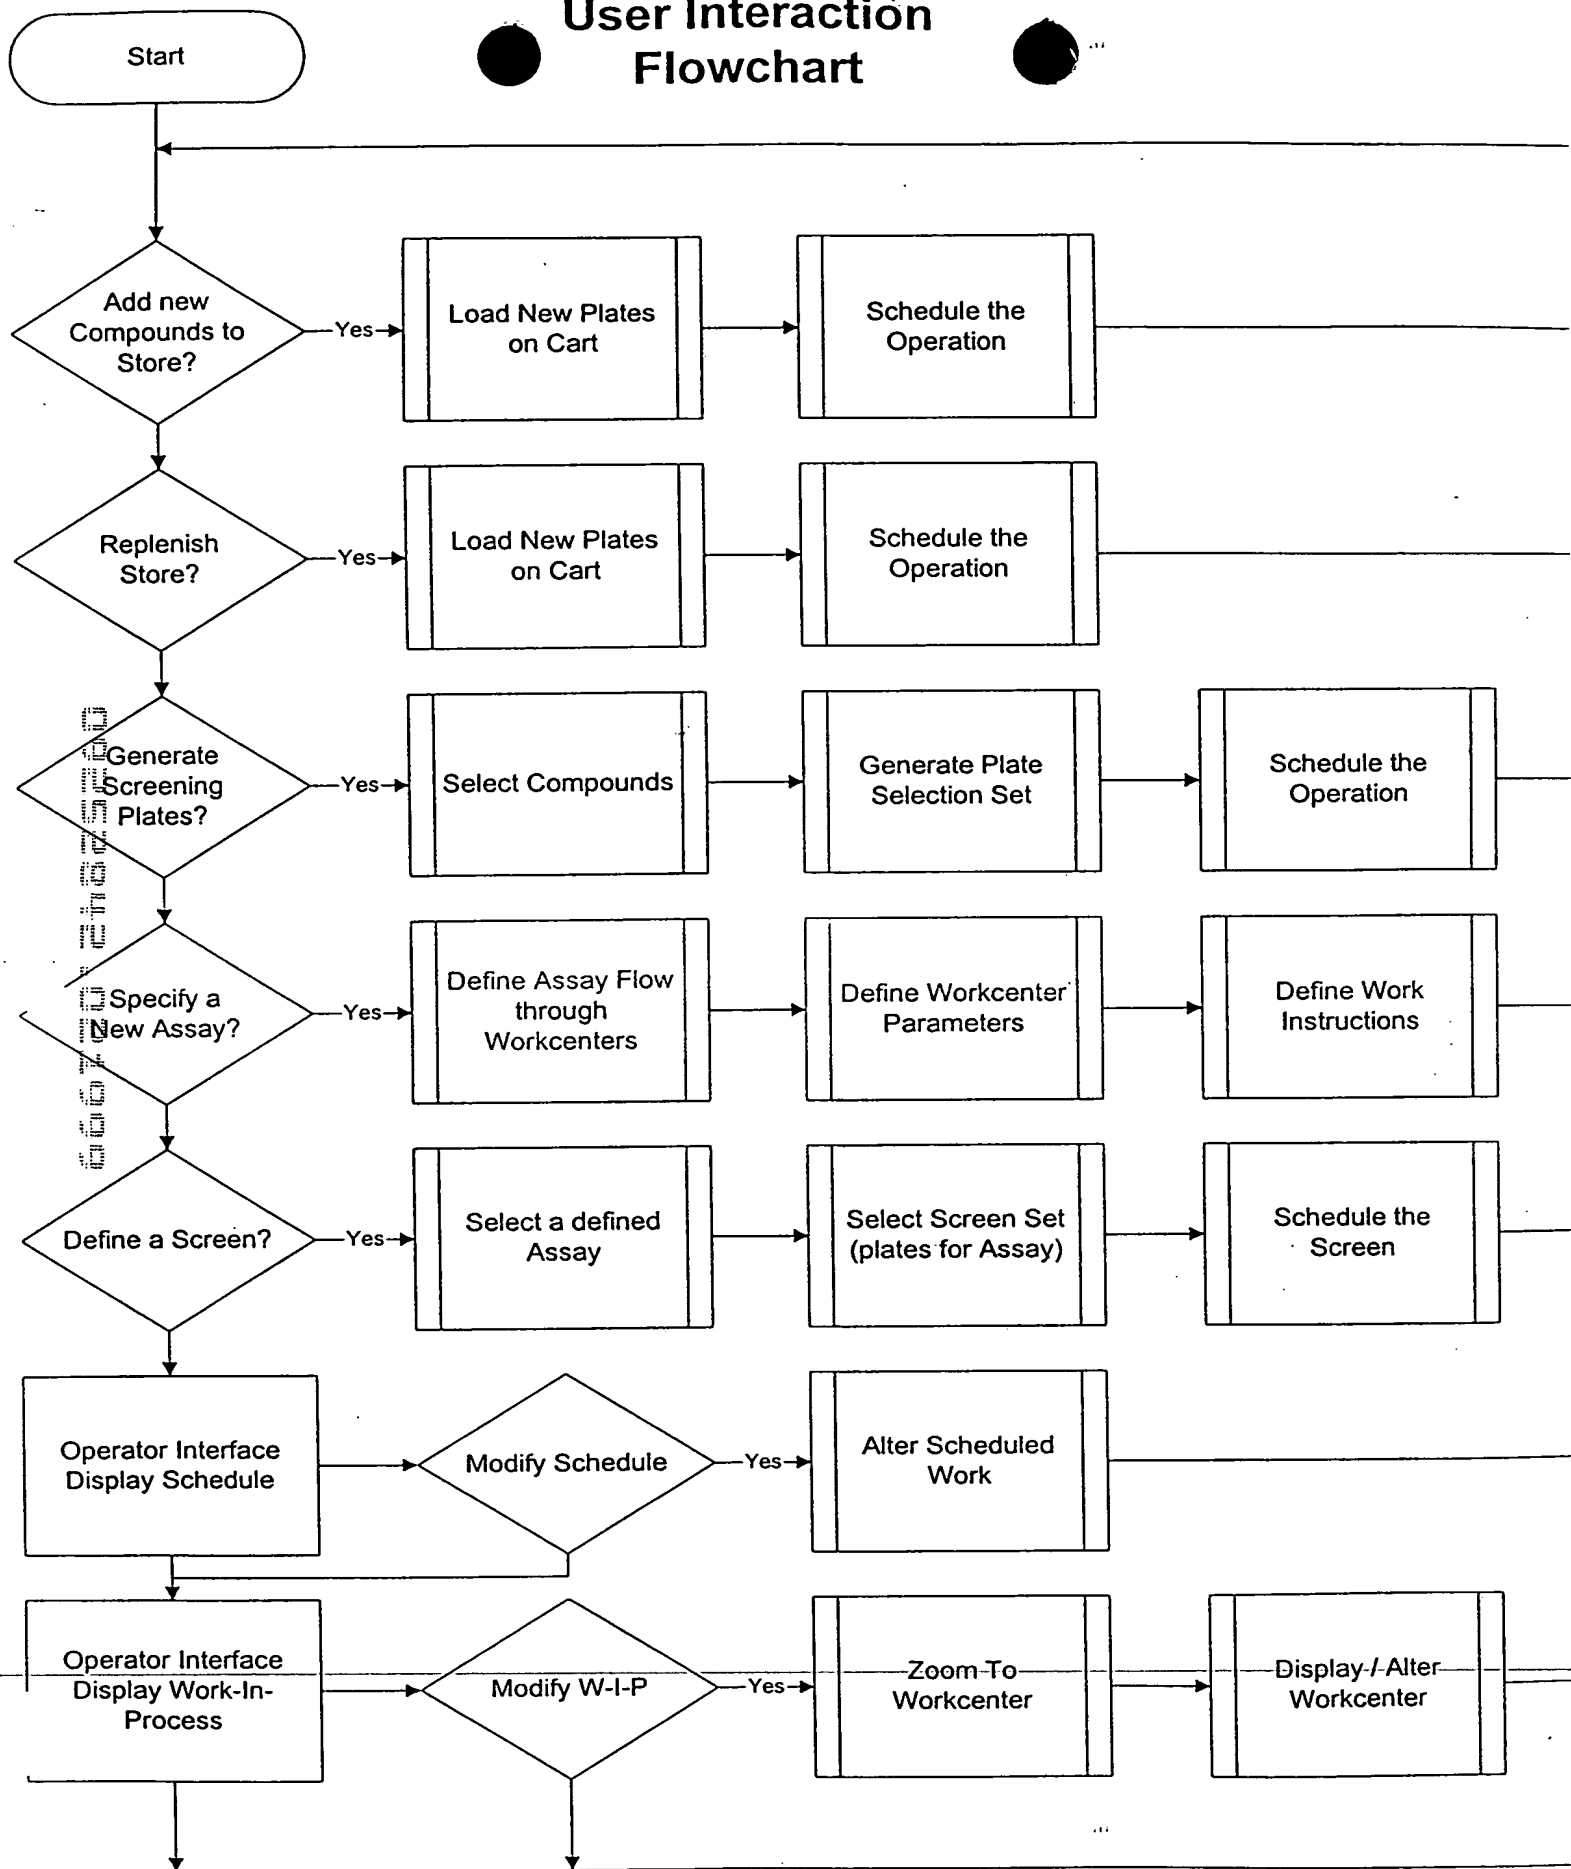 User Interaction
Flowchart
Start
Add new
Compounds to
Store?
Yes
Load New Plates
on Cart
Schedule the
Operation
Replenish
Store?
Yes
Load New Plates
on Cart
Schedule the
Operation
Generate
Screening
Plates?
Yes
Select Compounds
Generate Plate
Selection Set
Schedule the
Operation
Specify a
New Assay?
Yes
Define Assay Flow
through
Workcenters
Define Workcenter
Parameters
Define Work
Instructions
Define a Screen?
Yes
Select a defined
Assay
Select Screen Set
(plates for Assay)
Schedule the
Screen
Operator Interface
Display Schedule
Modify Schedule
Yes
Alter Scheduled
Work
Operator Interface
Display Work-In-
Process
Modify W-I-P
Yes
Zoom To
Workcenter
Display / Alter
Workcenter